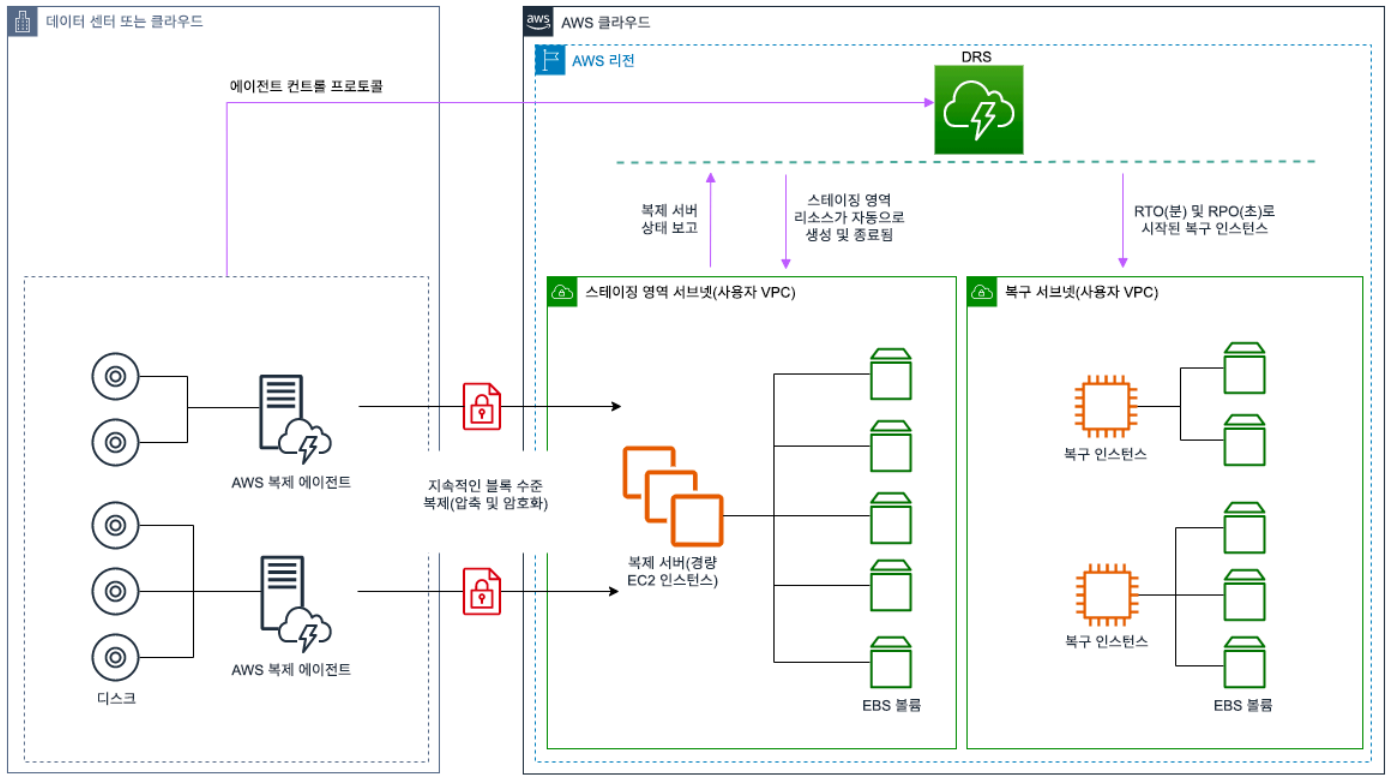 데이터 센터 또는 클라우드
aws
AWS 클라우드
AWS 리전
DRS
에이전트 컨트롤 프로토콜
복제 서버
상태 보고
스테이징 영역
리소스가 자동으로
생성 및 종료됨
RTO(분) 및 RPO(초)로
시작된 복구 인스턴스
스테이징 영역 서브넷(사용자 VPC)
복구 서브넷(사용자 VPC)
AWS 복제 에이전트
지속적인 블록 수준
복제(압축 및 암호화)
복구 인스턴스
복제 서버(경량
EC2 인스턴스)
AWS 복제 에이전트
복구 인스턴스
디스크
EBS 볼륨
EBS 볼륨